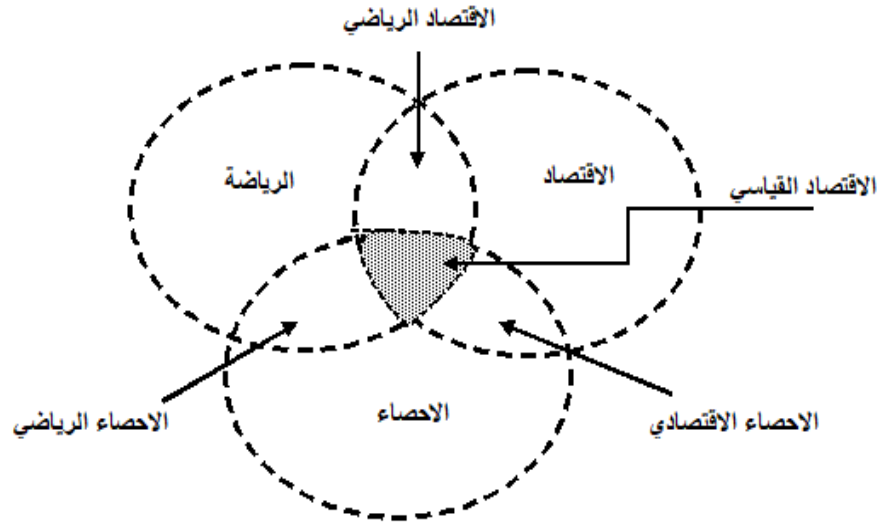 الاقتصاد الرياضي
الاقتصاد
الرياضة
الاقتصاد القياسي
الاحصاء
الاحصاء الاقتصادي
الاحصاء الرياضي